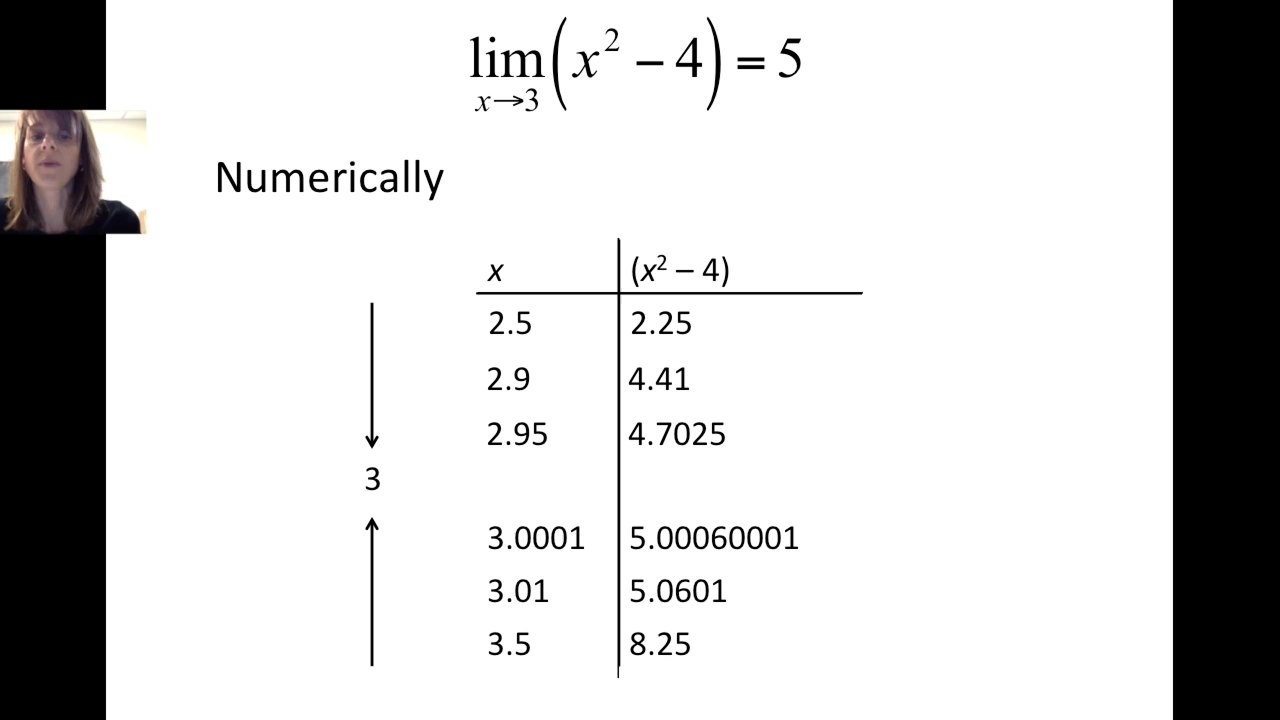 lim(x² – 4) = 5
x→3
Numerically
x (x² – 4)
2.5 2.25
2.9 4.41
2.95 4.7025
3
3.0001 5.00060001
3.01 5.0601
3.5 8.25